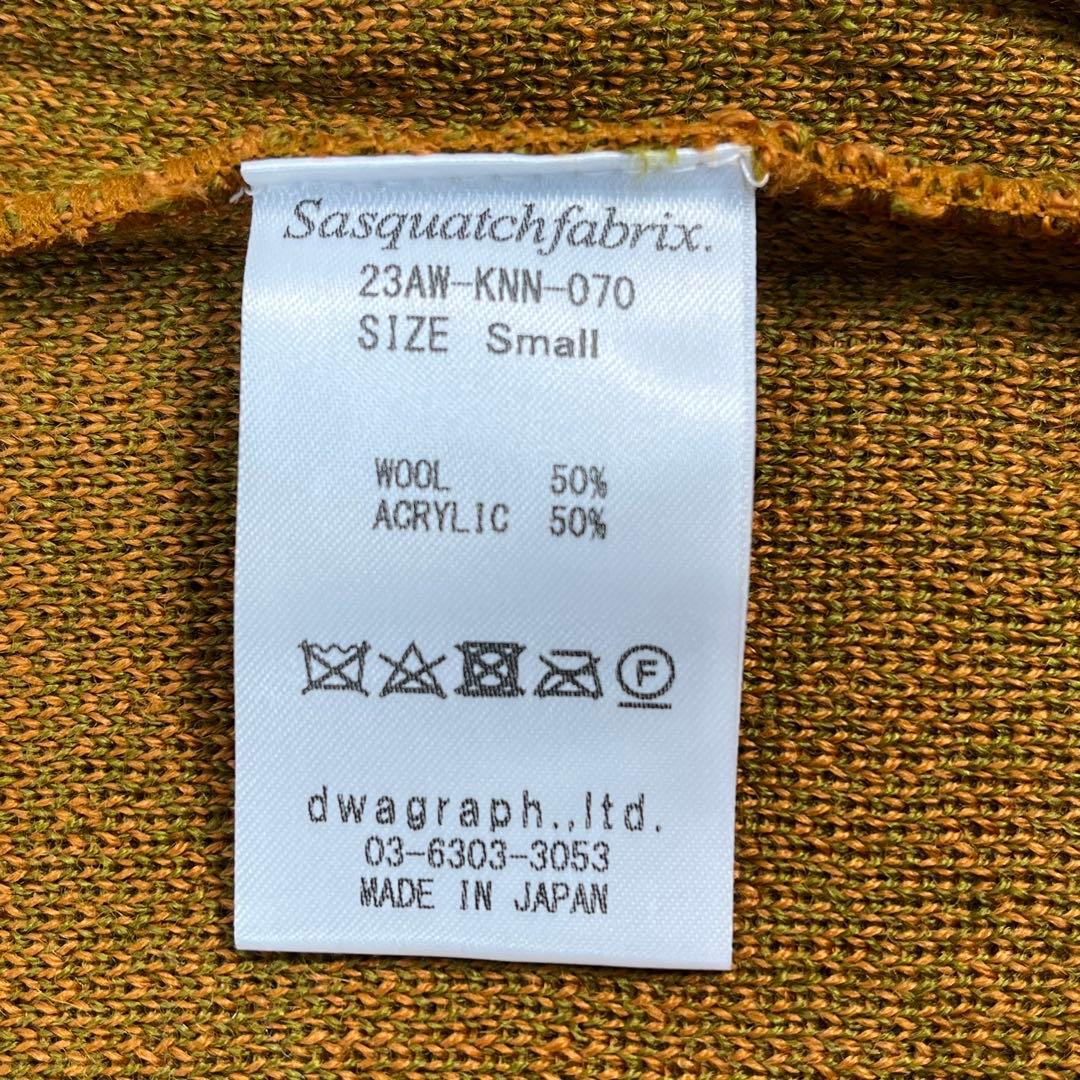 Sasquatchfabrix.
23AW-KNN-070
SIZE Small
WOOL 50%
ACRYLIC 50%
F
dwagraph.,ltd.
03-6303-3053
MADE IN JAPAN